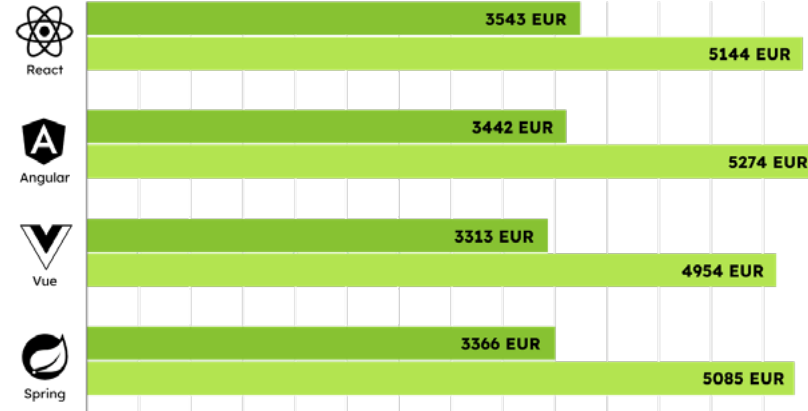 3543 EUR
React
5144 EUR
3442 EUR
Angular
5274 EUR
3313 EUR
Vue
4954 EUR
3366 EUR
Spring
5085 EUR